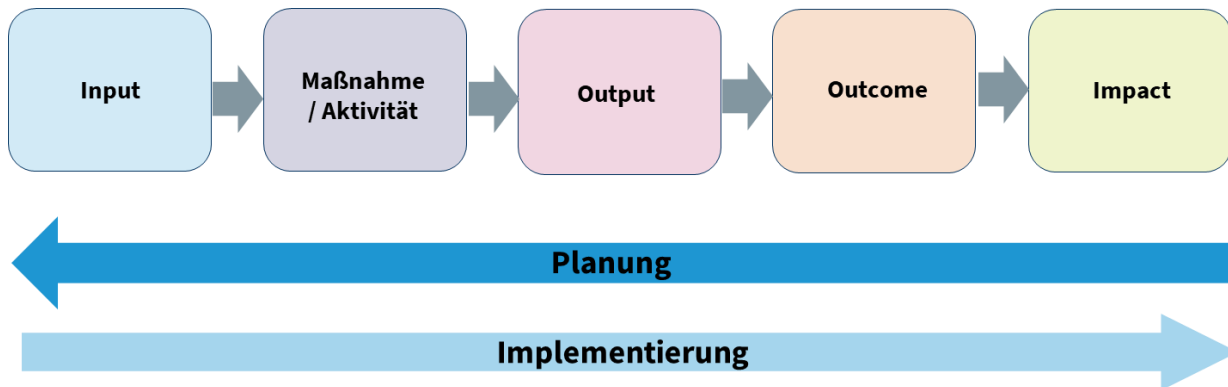 Input
Maßnahme
/ Aktivität
Output
Outcome
Impact
Planung
Implementierung